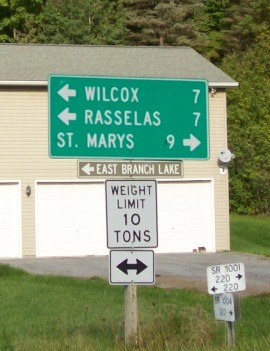 WILCOX 7
RASSELAS 7
ST. MARYS 9
EAST BRANCH LAKE
WEIGHT
LIMIT
10
TONS
SR 1001
220
220